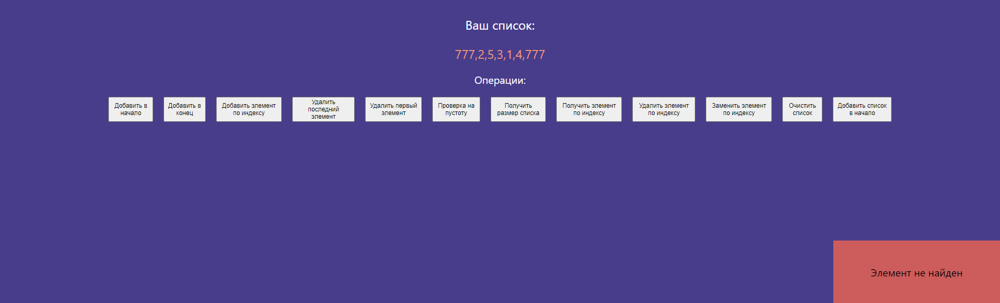 Ваш список:
777,2,5,3,1,4,777
Операции:
Добавить в
начало
Добавить в
конец
Добавить элемент
по индексу
Удалить
последний
элемент
Удалить первый
элемент
Проверка на
пустоту
Получить
размер списка
Получить элемент
по индексу
Удалить элемент
по индексу
Заменить элемент
по индексу
Очистить
список
Добавить список
в начало
Элемент не найден